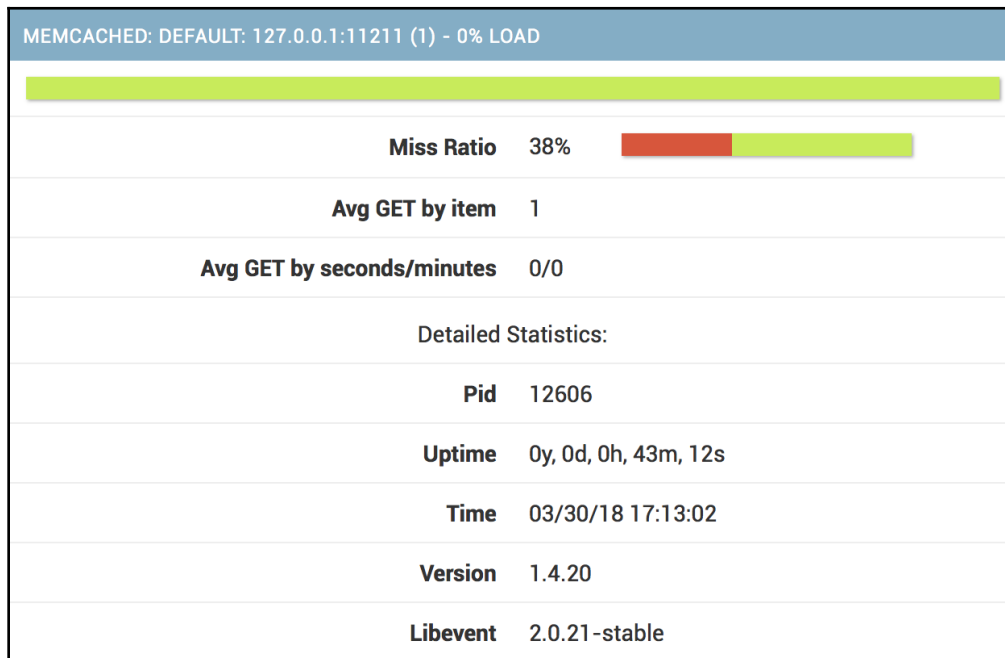 MEMCACHED: DEFAULT: 127.0.0.1:11211 (1) - 0% LOAD
Miss Ratio 38%
Avg GET by item 1
Avg GET by seconds/minutes 0/0
Detailed Statistics:
Pid 12606
Uptime 0y, 0d, 0h, 43m, 12s
Time 03/30/18 17:13:02
Version 1.4.20
Libevent 2.0.21-stable